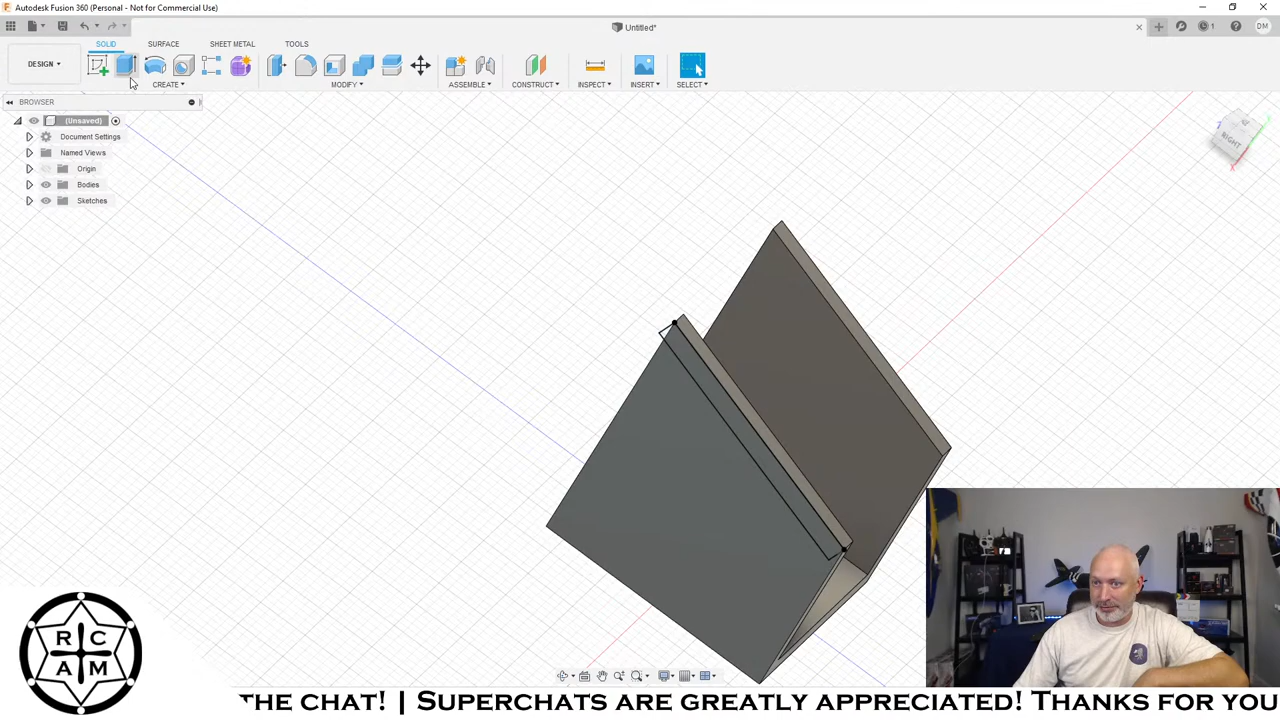 Autodesk Fusion 360 (Personal - Not for Commercial Use)
Untitled*
1
DM
SOLID
SURFACE
SHEET METAL
TOOLS
DESIGN
CREATE
MODIFY
ASSEMBLE
CONSTRUCT
INSPECT
INSERT
SELECT
BROWSER
(Unsaved)
Document Settings
Named Views
Origin
Bodies
Sketches
RIGHT
X
R C
A M
THE CHAT! | SUPERCHATS ARE GREATLY APPRECIATED! THANKS FOR YOU